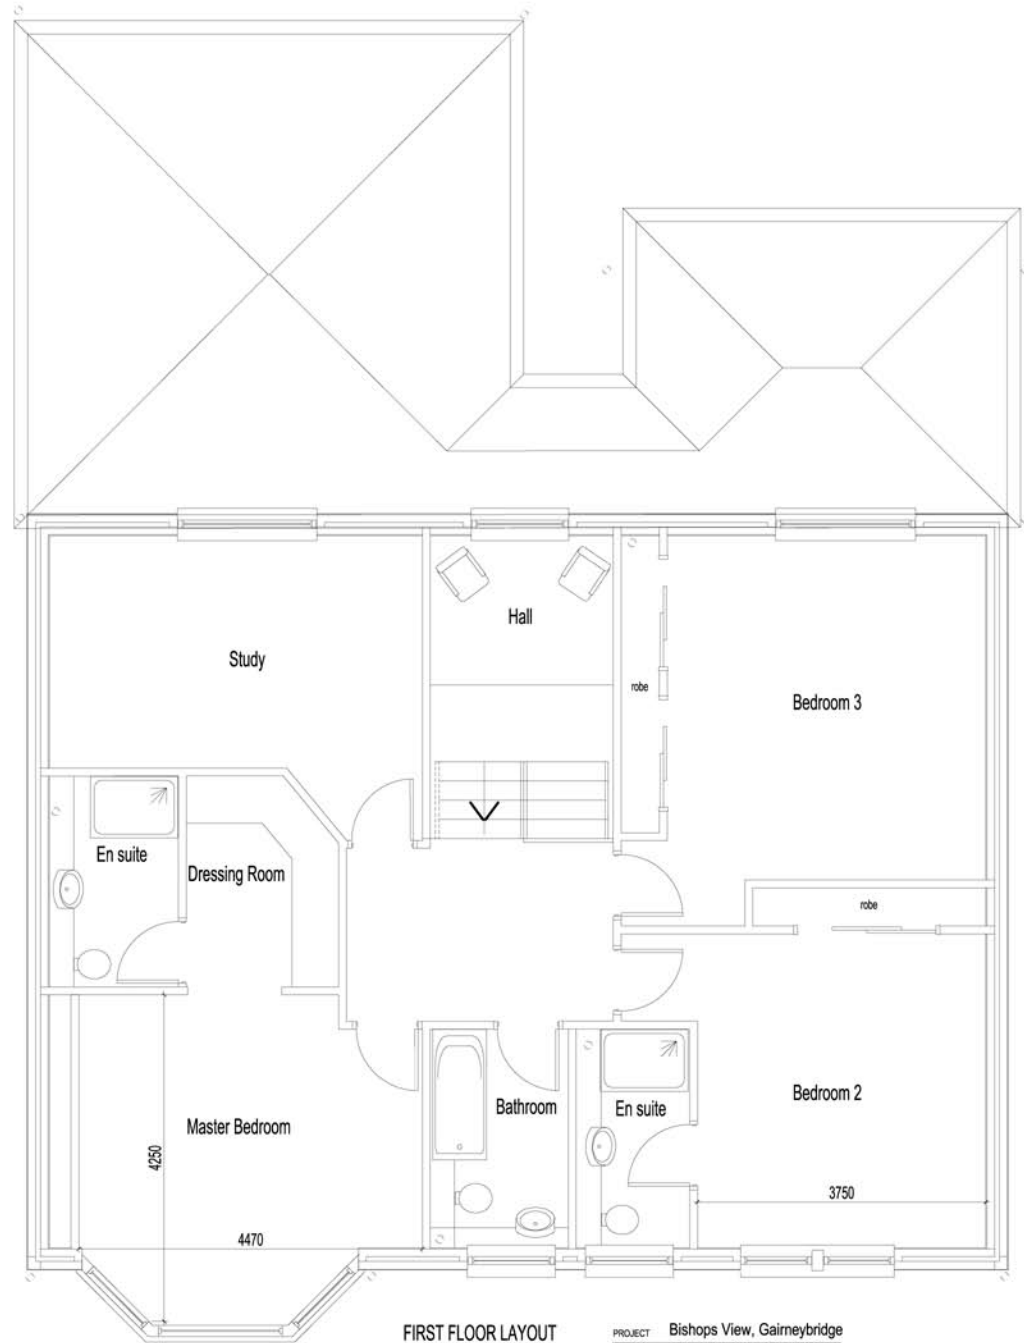 Hall
Study
robe
Bedroom 3
En suite
Dressing Room
robe
Master Bedroom
Bathroom
En suite
Bedroom 2
4250
4470
3750
FIRST FLOOR LAYOUT
PROJECT Bishops View, Gairneybridge